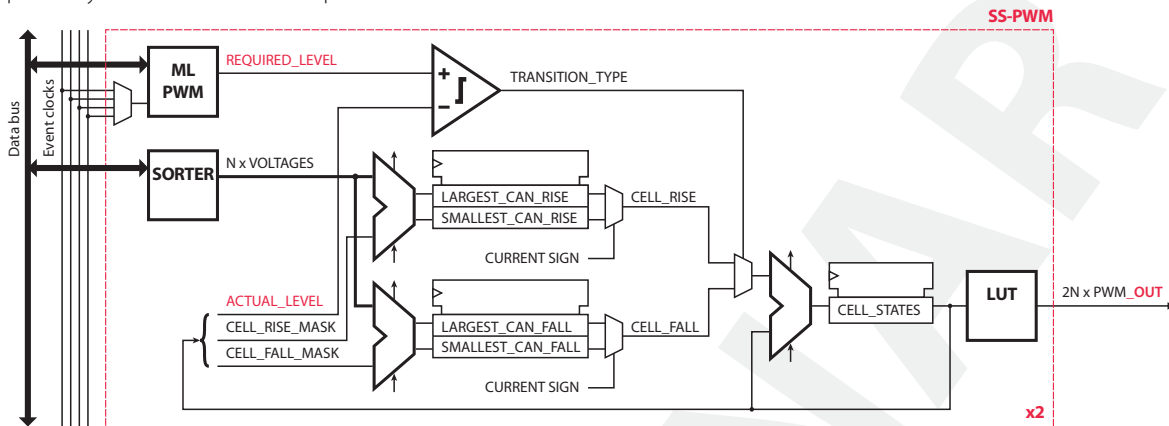 SS-PWM
Data bus
Event clocks
ML
PWM
REQUIRED_LEVEL
+
−
TRANSITION_TYPE
SORTER
N x VOLTAGES
LARGEST_CAN_RISE
SMALLEST_CAN_RISE
CELL_RISE
CURRENT SIGN
ACTUAL_LEVEL
CELL_RISE_MASK
CELL_FALL_MASK
LARGEST_CAN_FALL
SMALLEST_CAN_FALL
CELL_FALL
CURRENT SIGN
CELL_STATES
LUT
2N x PWM_OUT
x2